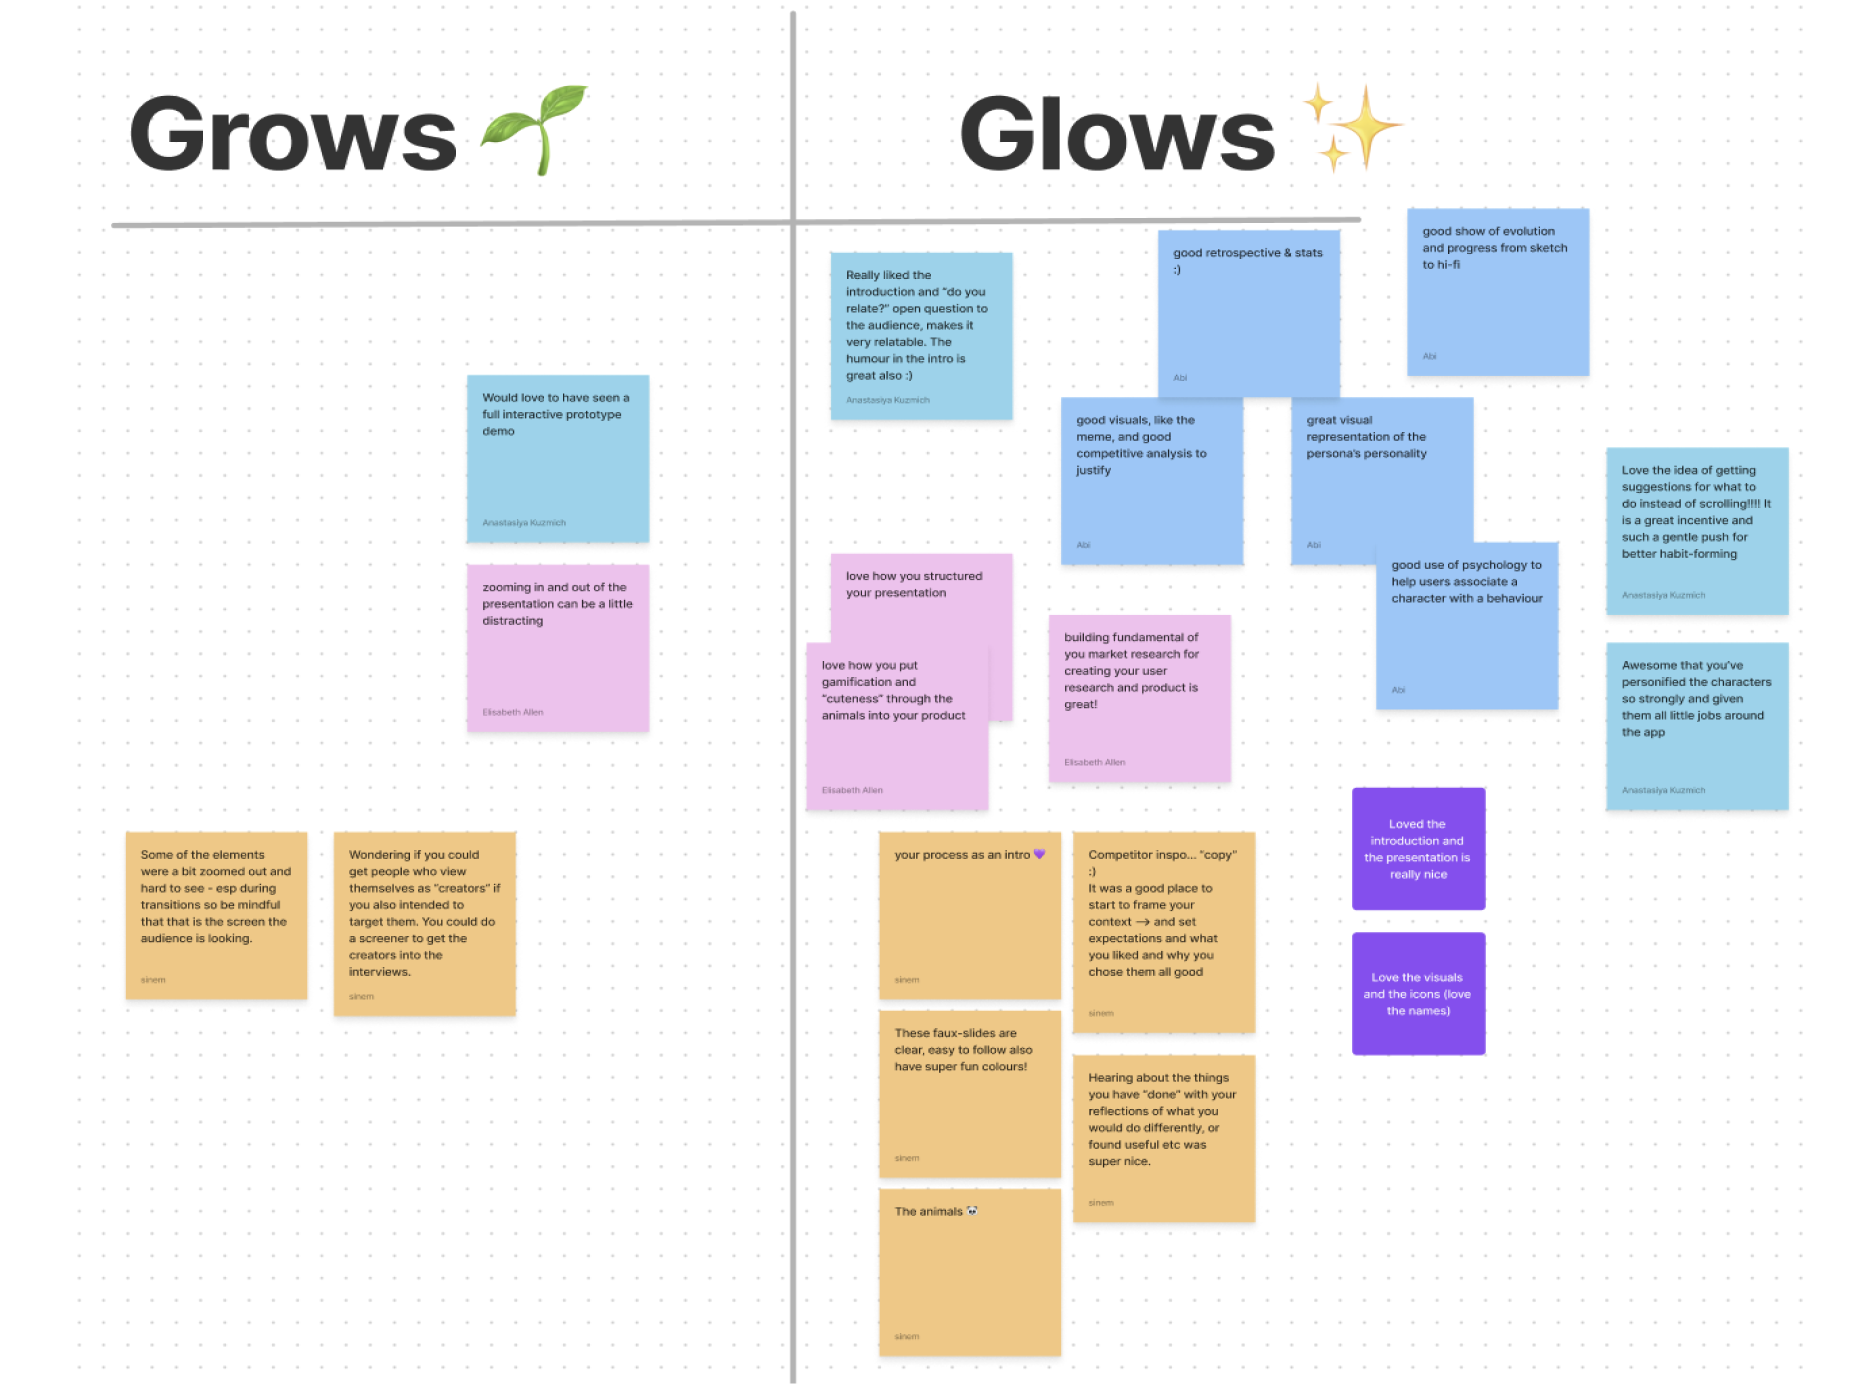 Grows 🌱
Would love to have seen a
full interactive prototype
demo
Anastasiya Kuzmich
zooming in and out of the
presentation can be a little
distracting
Elisabeth Allen
Some of the elements
were a bit zoomed out and
hard to see - esp during
transitions so be mindful
that that is the screen the
audience is looking.
sinem
Wondering if you could
get people who view
themselves as "creators" if
you also intended to
target them. You could do
a screener to get the
creators into the
interviews.
sinem
Glows ✨
Really liked the
introduction and "do you
relate?" open question to
the audience, makes it
very relatable. The
humour in the intro is
great also :)
Anastasiya Kuzmich
good retrospective & stats
:)
Abi
good show of evolution
and progress from sketch
to hi-fi
Abi
good visuals, like the
meme, and good
competitive analysis to
justify
Abi
great visual
representation of the
persona's personality
Abi
good use of psychology to
help users associate a
character with a behaviour
Abi
Love the idea of getting
suggestions for what to
do instead of scrolling!!!! It
is a great incentive and
such a gentle push for
better habit-forming
Anastasiya Kuzmich
Awesome that you've
personified the characters
so strongly and given
them all little jobs around
the app
Anastasiya Kuzmich
love how you structured
your presentation
love how you put
gamification and
"cuteness" through the
animals into your product
Elisabeth Allen
building fundamental of
you market research for
creating your user
research and product is
great!
Elisabeth Allen
your process as an intro 💜
sinem
Competitor inspo... "copy"
:)
It was a good place to
start to frame your
context —> and set
expectations and what
you liked and why you
chose them all good
sinem
These faux-slides are
clear, easy to follow also
have super fun colours!
sinem
Hearing about the things
you have "done" with your
reflections of what you
would do differently, or
found useful etc was
super nice.
sinem
The animals 🐼
sinem
Loved the
introduction and
the presentation is
really nice
Love the visuals
and the icons (love
the names)